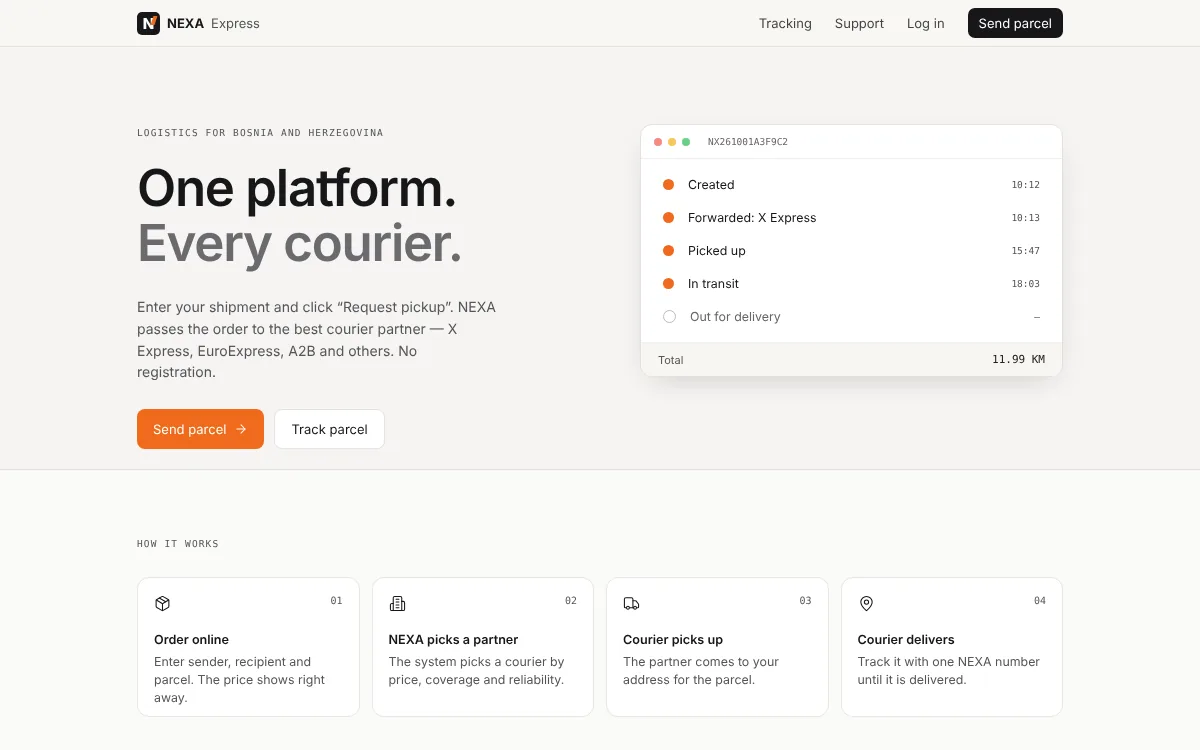 NEXA Express
Tracking
Support
Log in
Send parcel
LOGISTICS FOR BOSNIA AND HERZEGOVINA
One platform.
Every courier.
Enter your shipment and click “Request pickup”. NEXA
passes the order to the best courier partner — X
Express, EuroExpress, A2B and others. No
registration.
Send parcel →
Track parcel
NX261001A3F9C2
Created 10:12
Forwarded: X Express 10:13
Picked up 15:47
In transit 18:03
Out for delivery —
Total 11.99 KM
HOW IT WORKS
01
Order online
Enter sender, recipient and
parcel. The price shows right
away.
02
NEXA picks a partner
The system picks a courier by
price, coverage and reliability.
03
Courier picks up
The partner comes to your
address for the parcel.
04
Courier delivers
Track it with one NEXA number
until it is delivered.